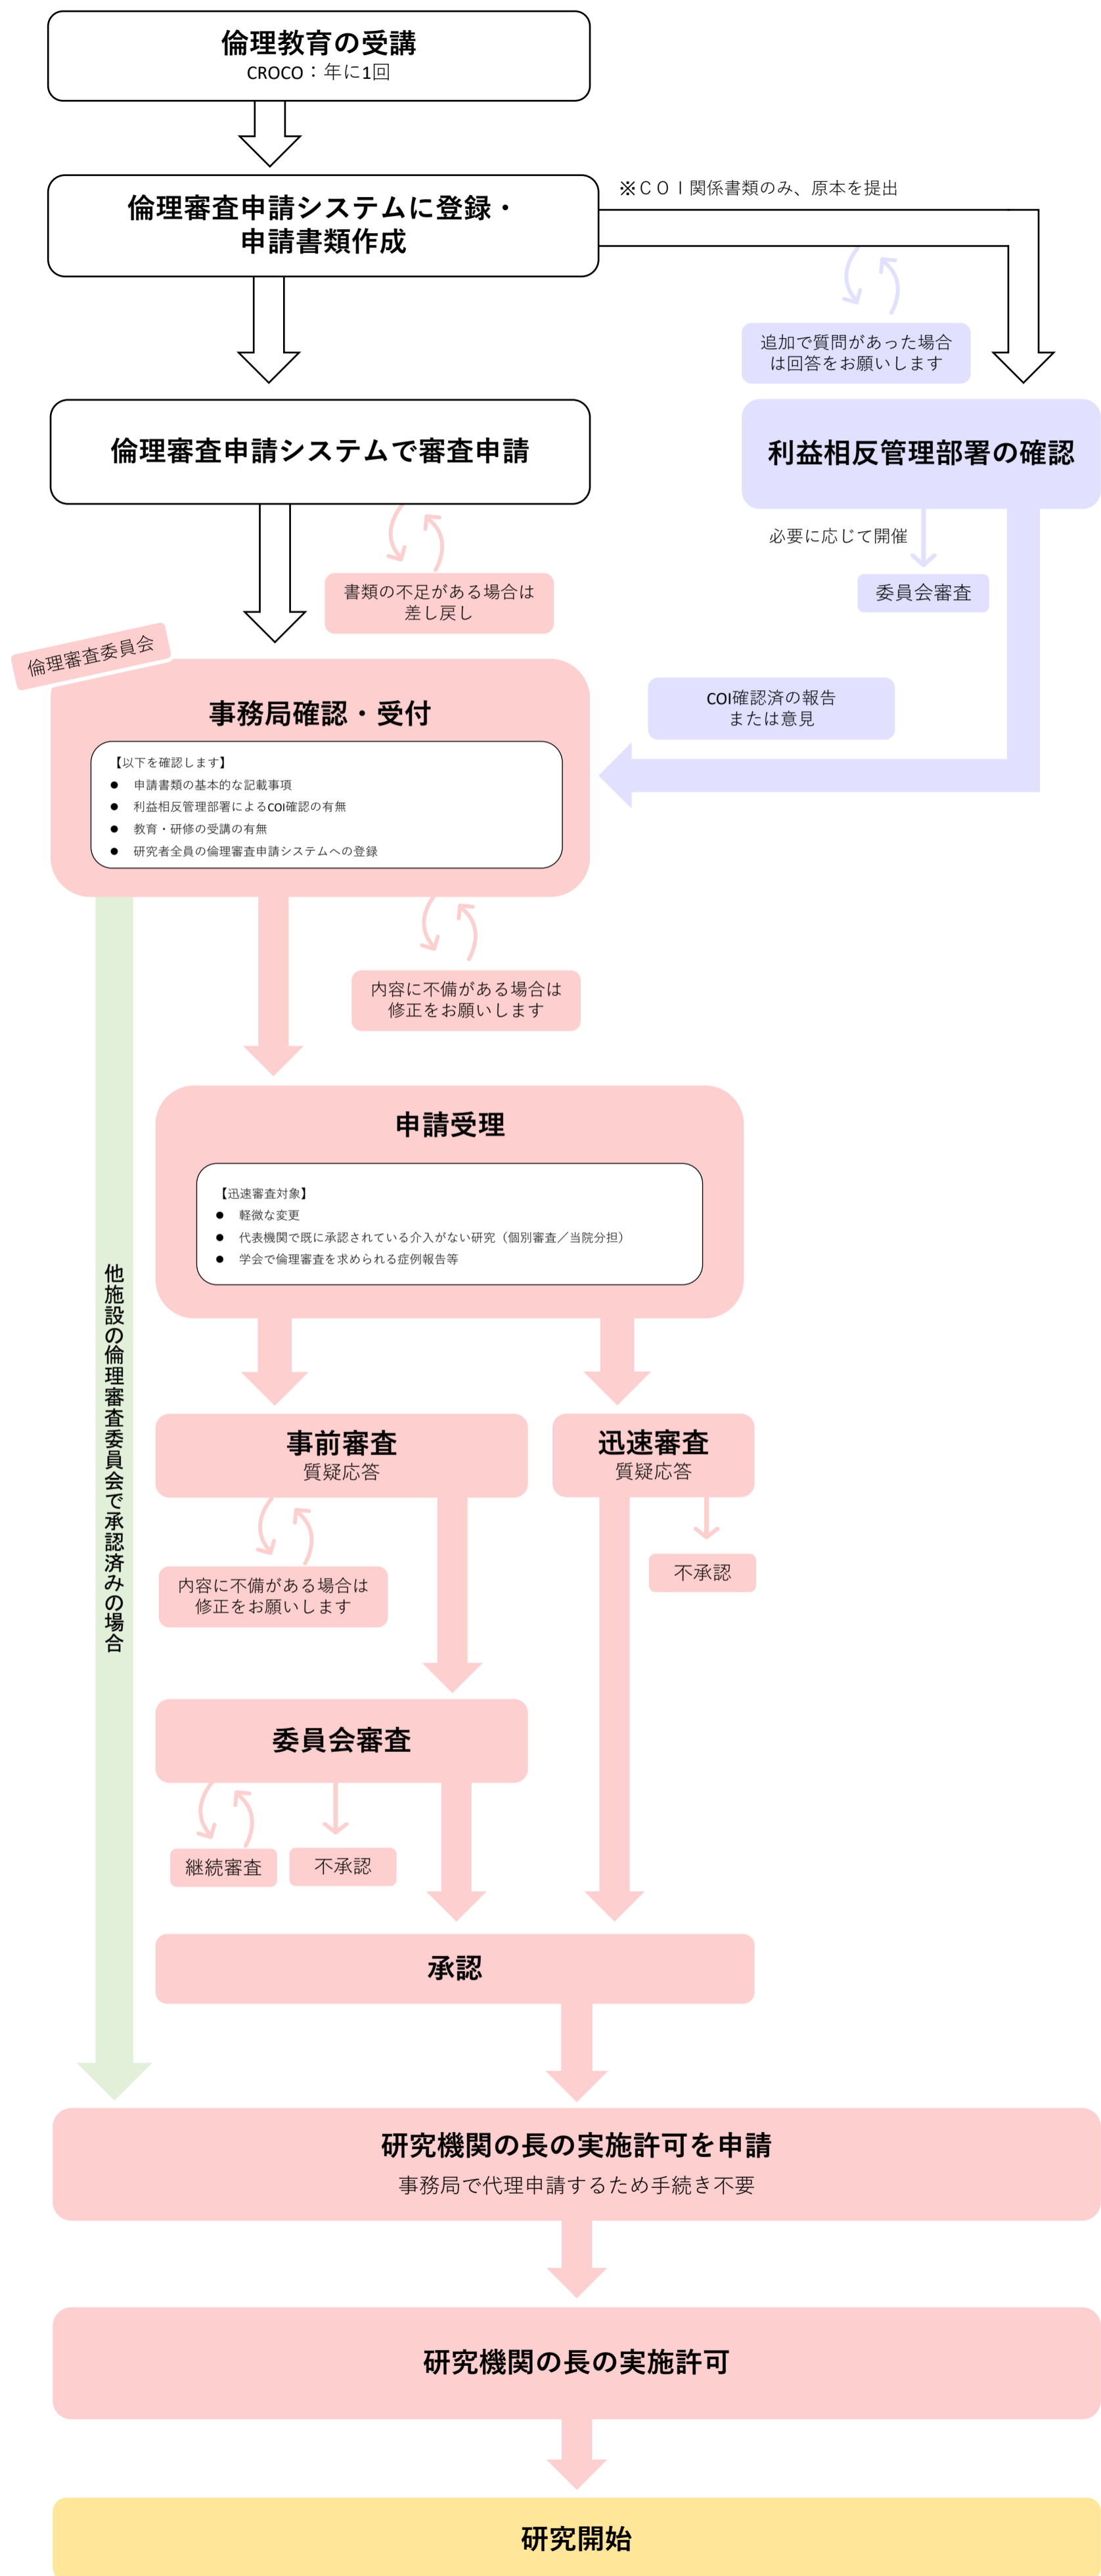 倫理教育の受講
CROCO：年に1回
倫理審査申請システムに登録・
申請書類作成
※ＣＯＩ関係書類のみ、原本を提出
追加で質問があった場合
は回答をお願いします
倫理審査申請システムで審査申請
利益相反管理部署の確認
必要に応じて開催
委員会審査
書類の不足がある場合は
差し戻し
倫理審査委員会
COI確認済の報告
または意見
事務局確認・受付
【以下を確認します】
● 申請書類の基本的な記載事項
● 利益相反管理部署によるCOI確認の有無
● 教育・研修の受講の有無
● 研究者全員の倫理審査申請システムへの登録
内容に不備がある場合は
修正をお願いします
申請受理
【迅速審査対象】
● 軽微な変更
● 代表機関で既に承認されている介入がない研究（個別審査／当院分担）
● 学会で倫理審査を求められる症例報告等
他施設の倫理審査委員会で承認済みの場合
事前審査
質疑応答
迅速審査
質疑応答
不承認
内容に不備がある場合は
修正をお願いします
委員会審査
継続審査
不承認
承認
研究機関の長の実施許可を申請
事務局で代理申請するため手続き不要
研究機関の長の実施許可
研究開始